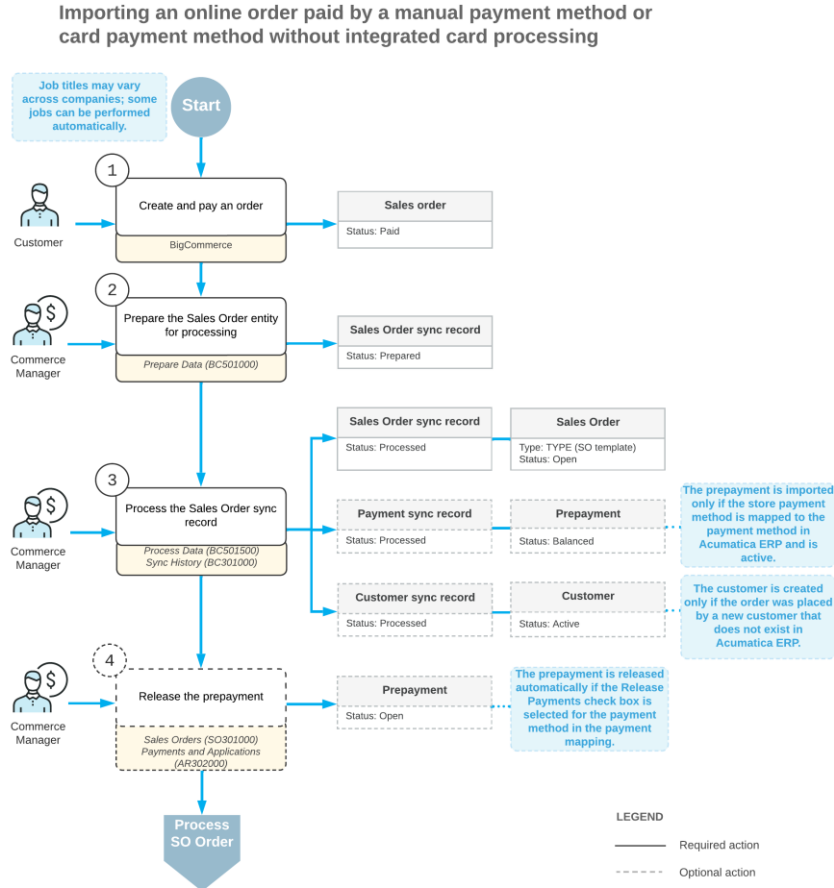 Importing an online order paid by a manual payment method or
card payment method without integrated card processing
Job titles may vary
across companies; some
jobs can be performed
automatically.
Start
1
Create and pay an order
BigCommerce
Customer
Sales order
Status: Paid
2
Prepare the Sales Order entity
for processing
Prepare Data (BC501000)
$
Commerce
Manager
Sales Order sync record
Status: Prepared
3
Process the Sales Order sync
record
Process Data (BC501500)
Sync History (BC301000)
$
Commerce
Manager
Sales Order sync record
Status: Processed
Sales Order
Type: TYPE (SO template)
Status: Open
Payment sync record
Status: Processed
Prepayment
Status: Balanced
The prepayment is imported
only if the store payment
method is mapped to the
payment method in
Acumatica ERP and is
active.
Customer sync record
Status: Processed
Customer
Status: Active
The customer is created
only if the order was placed
by a new customer that
does not exist in
Acumatica ERP.
4
Release the prepayment
Sales Orders (SO301000)
Payments and Applications
(AR302000)
$
Commerce
Manager
Prepayment
Status: Open
The prepayment is released
automatically if the Release
Payments check box is
selected for the payment
method in the payment
mapping.
Process
SO Order
LEGEND
Required action
Optional action